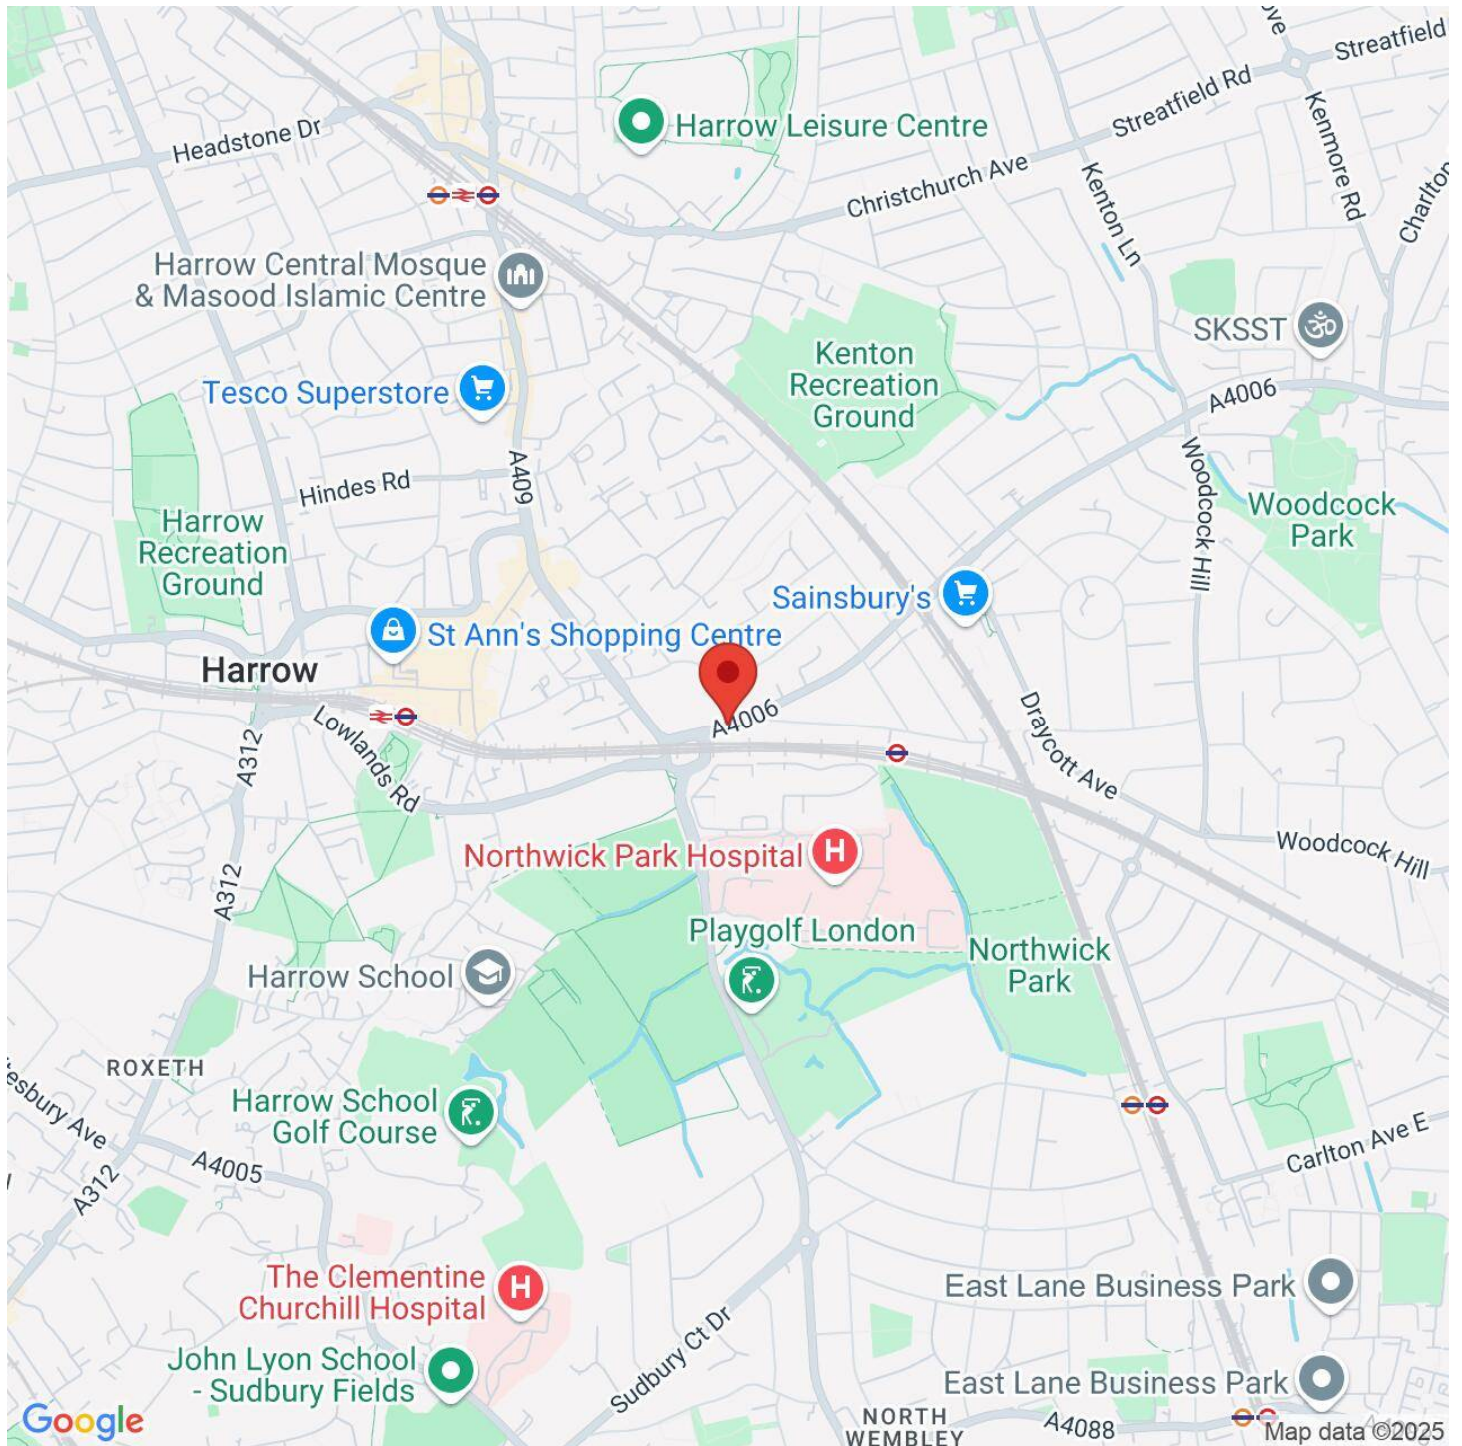 Streatfield
Streatfield Rd
Headstone Dr
Harrow Leisure Centre
Kenmore Rd
Christchurch Ave
Kenton Ln
Charlton
Harrow Central Mosque
& Masood Islamic Centre
SKSST
Kenton
Recreation
Ground
Tesco Superstore
A4006
A409
Hindes Rd
Woodcock Hill
Woodcock
Park
Harrow
Recreation
Ground
Sainsbury's
St Ann's Shopping Centre
Harrow
A4006
Lowlands Rd
A312
Draycott Ave
Northwick Park Hospital
Woodcock Hill
A312
Playgolf London
Northwick
Park
Harrow School
ROXETH
esbury Ave
Harrow School
Golf Course
Carlton Ave E
A4005
A312
The Clementine
Churchill Hospital
East Lane Business Park
John Lyon School
- Sudbury Fields
Sudbury Ct Dr
East Lane Business Park
NORTH
WEMBLEY
A4088
Google
Map data ©2025